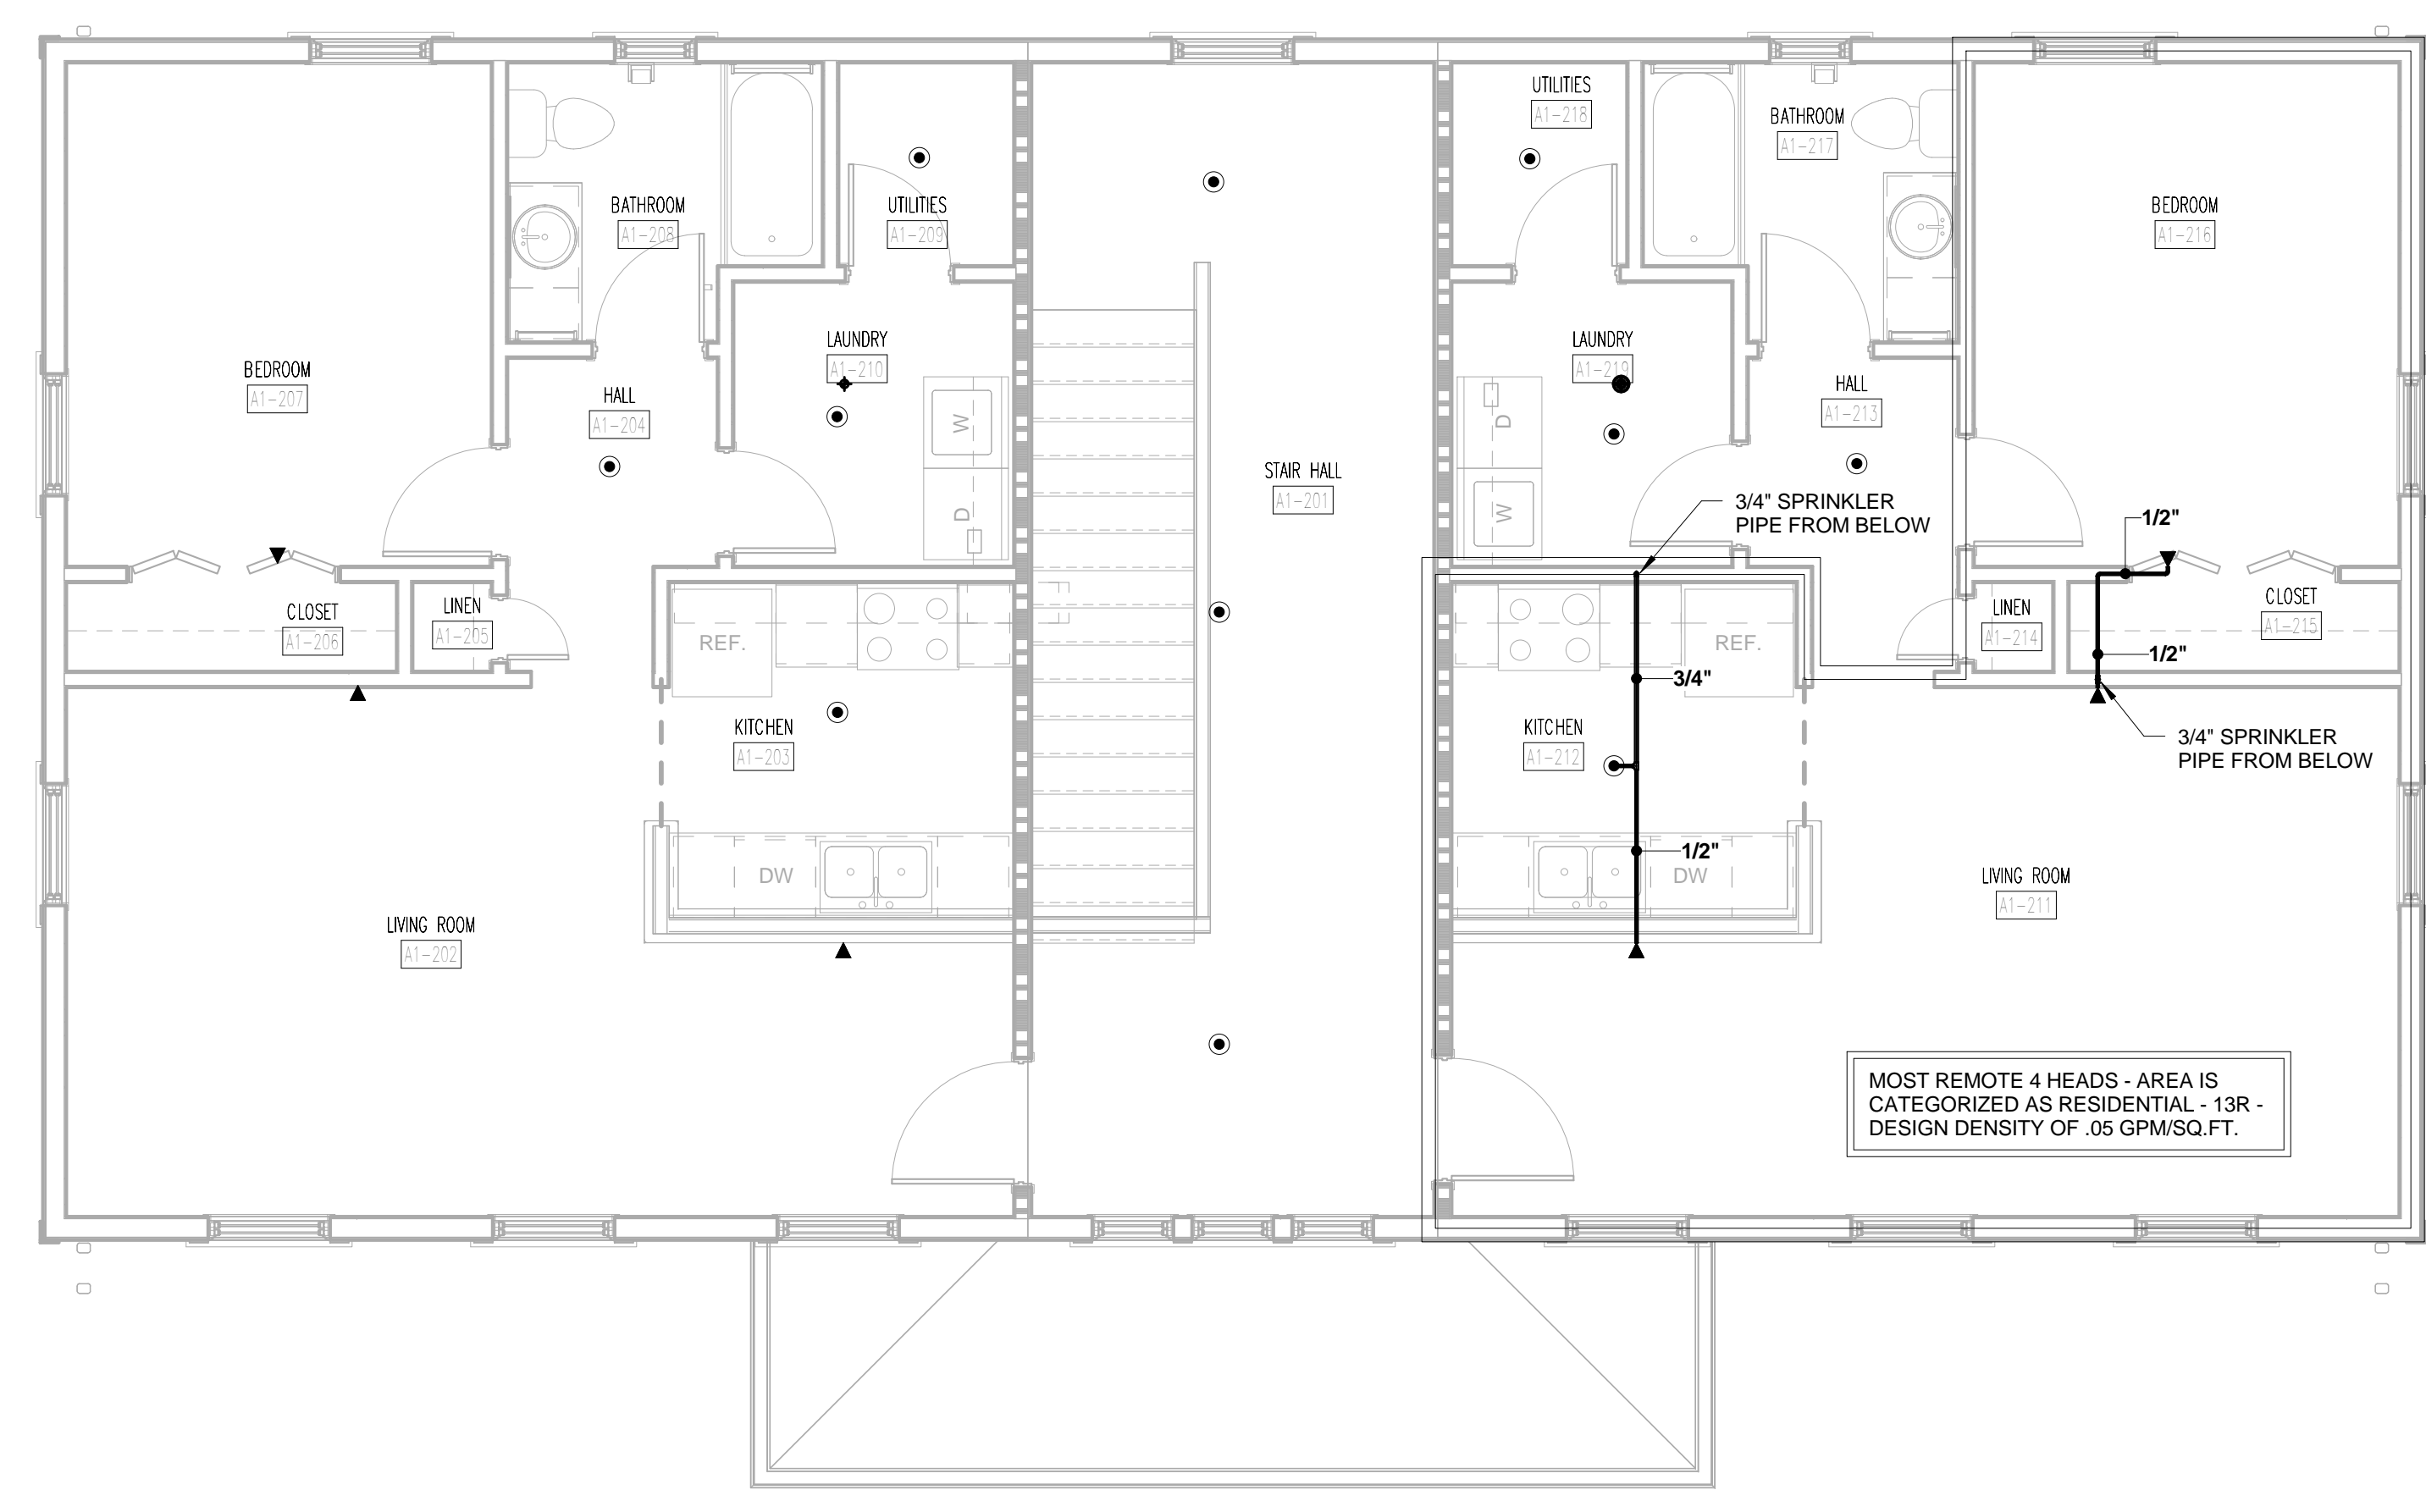 UTILITIES
A1-218
BATHROOM
A1-217
BATHROOM
A1-208
UTILITIES
A1-209
BEDROOM
A1-216
BEDROOM
A1-207
HALL
A1-204
LAUNDRY
A1-210
W
D
STAIR HALL
A1-201
LAUNDRY
A1-219
D
W
HALL
A1-213
3/4" SPRINKLER
PIPE FROM BELOW
1/2"
CLOSET
A1-206
LINEN
A1-205
REF.
REF.
LINEN
A1-214
CLOSET
A1-215
1/2"
3/4"
KITCHEN
A1-203
KITCHEN
A1-212
3/4" SPRINKLER
PIPE FROM BELOW
1/2"
DW
DW
LIVING ROOM
A1-202
LIVING ROOM
A1-211
MOST REMOTE 4 HEADS - AREA IS
CATEGORIZED AS RESIDENTIAL - 13R -
DESIGN DENSITY OF .05 GPM/SQ.FT.